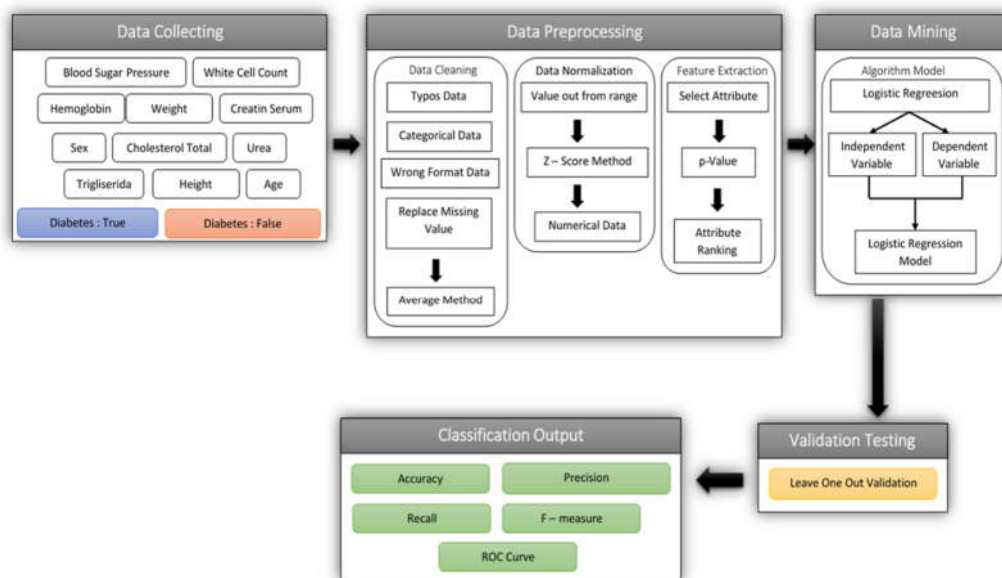 Data Collecting
Blood Sugar Pressure
White Cell Count
Hemoglobin
Weight
Creatin Serum
Sex
Cholesterol Total
Urea
Trigliserida
Height
Age
Diabetes : True
Diabetes : False
Data Preprocessing
Data Cleaning
Typos Data
Categorical Data
Wrong Format Data
Replace Missing
Value
Average Method
Data Normalization
Value out from range
Z – Score Method
Numerical Data
Feature Extraction
Select Attribute
p-Value
Attribute
Ranking
Data Mining
Algorithm Model
Logistic Regreesion
Independent
Variable
Dependent
Variable
Logistic Regression
Model
Validation Testing
Leave One Out Validation
Classification Output
Accuracy
Precision
Recall
F – measure
ROC Curve